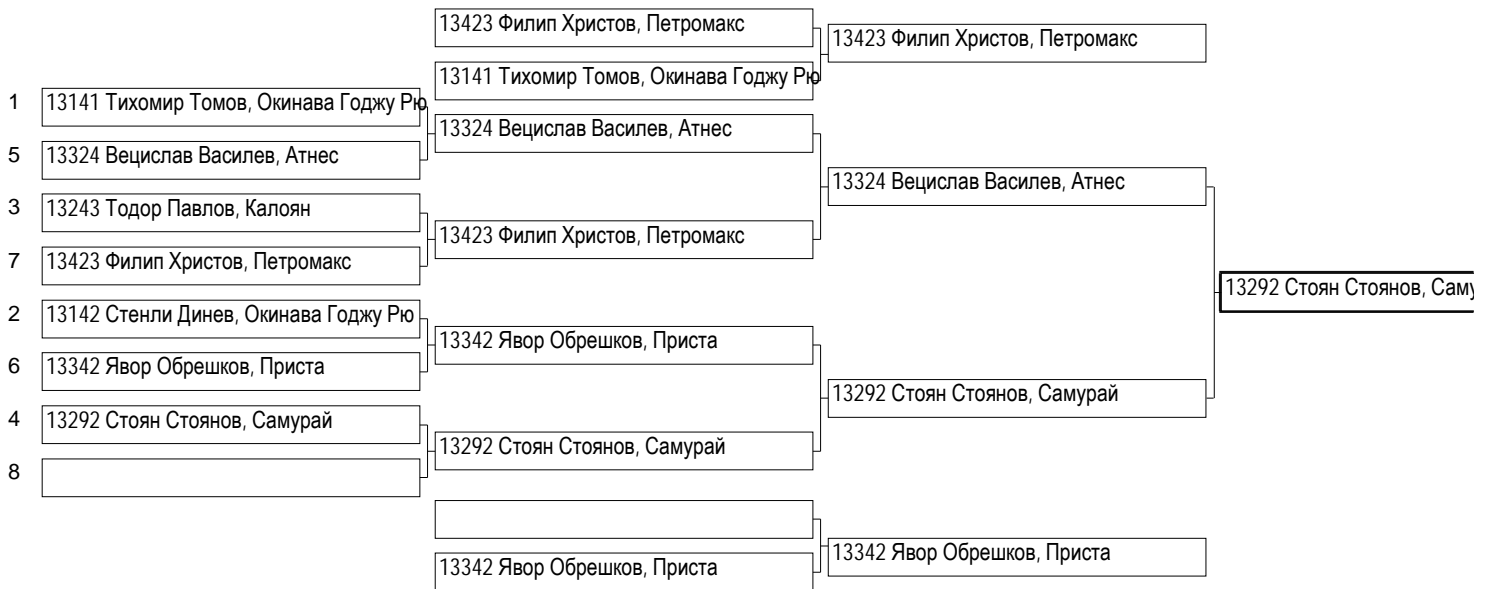 13423 Филип Христов, Петромакс
13423 Филип Христов, Петромакс
13141 Тихомир Томов, Окинава Годжу Рю
1 13141 Тихомир Томов, Окинава Годжу Рю
13324 Вецислав Василев, Атнес
5 13324 Вецислав Василев, Атнес
13324 Вецислав Василев, Атнес
3 13243 Тодор Павлов, Калоян
13423 Филип Христов, Петромакс
7 13423 Филип Христов, Петромакс
13292 Стоян Стоянов, Саму
2 13142 Стенли Динев, Окинава Годжу Рю
13342 Явор Обрешков, Приста
6 13342 Явор Обрешков, Приста
13292 Стоян Стоянов, Самурай
4 13292 Стоян Стоянов, Самурай
13292 Стоян Стоянов, Самурай
8
13342 Явор Обрешков, Приста
13342 Явор Обрешков, Приста